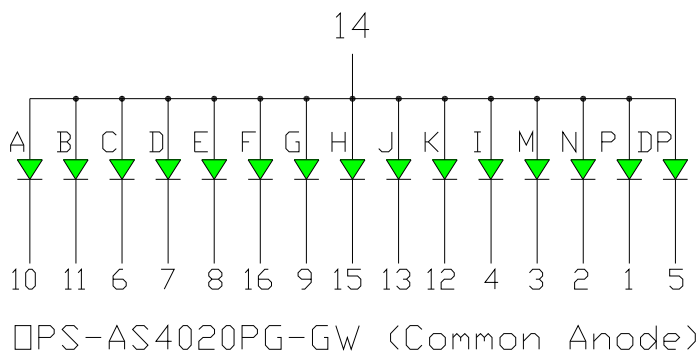 14
A B C D E F G H J K I M N P DP
10 11 6 7 8 16 9 15 13 12 4 3 2 1 5
OPS-AS4020PG-GW (Common Anode)